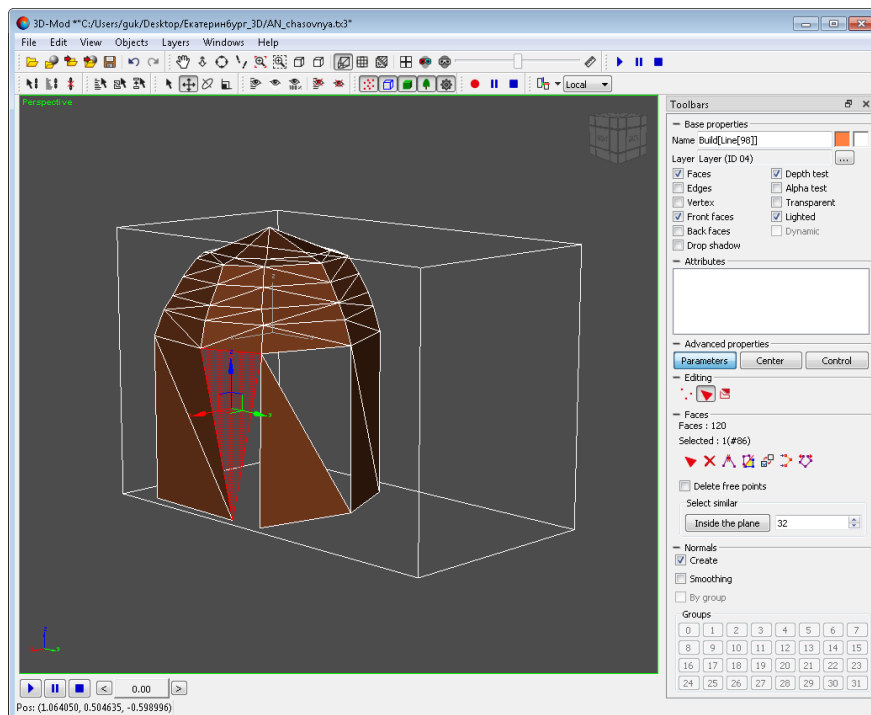 3D-Mod *"C:/Users/guk/Desktop/Екатеринбург_3D/AN_chasovnya.tx3"
File Edit View Objects Layers Windows Help
Local
Perspective
Toolbars
Base properties
Name Build[Line[98]]
Layer Layer (ID 04) ...
Faces Depth test
Edges Alpha test
Vertex Transparent
Front faces Lighted
Back faces Dynamic
Drop shadow
Attributes
Advanced properties
Parameters Center Control
Editing
Faces
Faces : 120
Selected : 1(#86)
Delete free points
Select similar
Inside the plane 32
Normals
Create
Smoothing
By group
Groups
0 1 2 3 4 5 6 7
8 9 10 11 12 13 14 15
16 17 18 19 20 21 22 23
24 25 26 27 28 29 30 31
< 0.00 >
Pos: (1.064050, 0.504635, -0.598996)